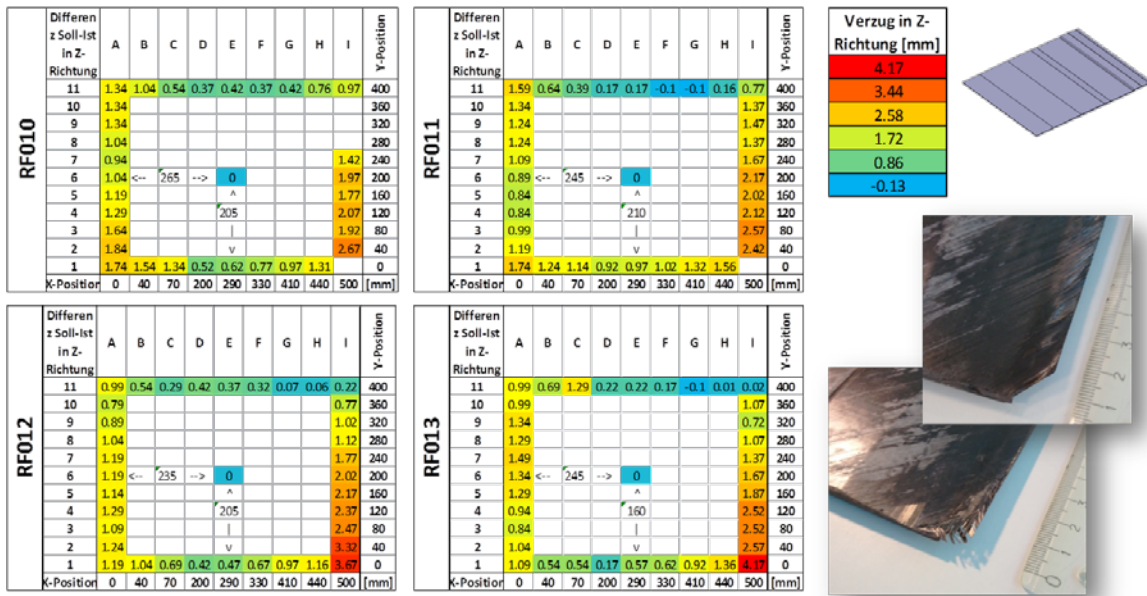 RF010
Differen z Soll-Ist in Z-Richtung A B C D E F G H I Y-Position
11 1.34 1.04 0.54 0.37 0.42 0.37 0.42 0.76 0.97 400
10 1.34 360
9 1.34 320
8 1.04 280
7 0.94 1.42 240
6 1.04 <-- 265 --> 0 1.97 200
5 1.19 ^ 1.77 160
4 1.29 205 2.07 120
3 1.64 | 1.92 80
2 1.84 v 2.67 40
1 1.74 1.54 1.34 0.52 0.62 0.77 0.97 1.31 0
X-Position 0 40 70 200 290 330 410 440 500 [mm]
RF011
Differen z Soll-Ist in Z-Richtung A B C D E F G H I Y-Position
11 1.59 0.64 0.39 0.17 0.17 -0.1 -0.1 0.16 0.77 400
10 1.34 1.37 360
9 1.24 1.47 320
8 1.24 1.37 280
7 1.09 1.67 240
6 0.89 <-- 245 --> 0 2.17 200
5 0.84 ^ 2.02 160
4 0.84 210 2.12 120
3 0.99 | 2.57 80
2 1.19 v 2.42 40
1 1.74 1.24 1.14 0.92 0.97 1.02 1.32 1.56 0
X-Position 0 40 70 200 290 330 410 440 500 [mm]
Verzug in Z-
Richtung [mm]
4.17
3.44
2.58
1.72
0.86
-0.13
RF012
Differen z Soll-Ist in Z-Richtung A B C D E F G H I Y-Position
11 0.99 0.54 0.29 0.42 0.37 0.32 0.07 0.06 0.22 400
10 0.79 0.77 360
9 0.89 1.02 320
8 1.04 1.12 280
7 1.19 1.77 240
6 1.19 <-- 235 --> 0 2.02 200
5 1.14 ^ 2.17 160
4 1.29 205 2.37 120
3 1.09 | 2.47 80
2 1.24 v 3.32 40
1 1.19 1.04 0.69 0.42 0.47 0.67 0.97 1.16 3.67 0
X-Position 0 40 70 200 290 330 410 440 500 [mm]
RF013
Differen z Soll-Ist in Z-Richtung A B C D E F G H I Y-Position
11 0.99 0.69 1.29 0.22 0.22 0.17 -0.1 0.01 0.02 400
10 0.99 1.07 360
9 1.34 0.72 320
8 1.29 1.07 280
7 1.49 1.37 240
6 1.34 <-- 245 --> 0 1.67 200
5 1.29 ^ 1.87 160
4 0.94 160 2.52 120
3 0.84 | 2.52 80
2 1.04 v 2.57 40
1 1.09 0.54 0.54 0.17 0.57 0.62 0.92 1.36 4.17 0
X-Position 0 40 70 200 290 330 410 440 500 [mm]